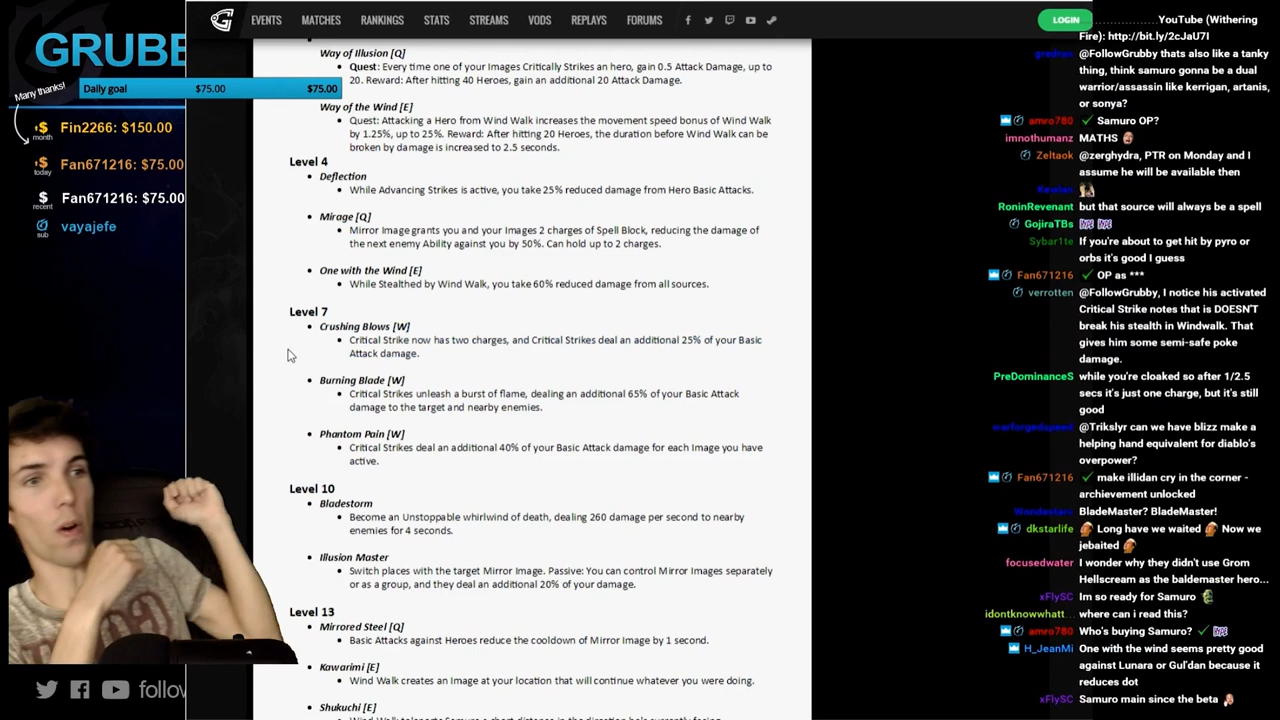 GRUBE
Many thanks!
Daily goal $75.00 $75.00
month Fin2266: $150.00
today Fan671216: $75.00
recent Fan671216: $75.00
sub vayajefe
follow
EVENTS MATCHES RANKINGS STATS STREAMS VODS REPLAYS FORUMS LOGIN
Way of Illusion [Q]
Quest: Every time one of your Images Critically Strikes an hero, gain 0.5 Attack Damage, up to
20. Reward: After hitting 40 Heroes, gain an additional 20 Attack Damage.
Way of the Wind [E]
Quest: Attacking a Hero from Wind Walk increases the movement speed bonus of Wind Walk
by 1.25%, up to 25%. Reward: After hitting 20 Heroes, the duration before Wind Walk can be
broken by damage is increased to 2.5 seconds.
Level 4
Deflection
While Advancing Strikes is active, you take 25% reduced damage from Hero Basic Attacks.
Mirage [Q]
Mirror Image grants you and your Images 2 charges of Spell Block, reducing the damage of
the next enemy Ability against you by 50%. Can hold up to 2 charges.
One with the Wind [E]
While Stealthed by Wind Walk, you take 60% reduced damage from all sources.
Level 7
Crushing Blows [W]
Critical Strike now has two charges, and Critical Strikes deal an additional 25% of your Basic
Attack damage.
Burning Blade [W]
Critical Strikes unleash a burst of flame, dealing an additional 65% of your Basic Attack
damage to the target and nearby enemies.
Phantom Pain [W]
Critical Strikes deal an additional 40% of your Basic Attack damage for each Image you have
active.
Level 10
Bladestorm
Become an Unstoppable whirlwind of death, dealing 260 damage per second to nearby
enemies for 4 seconds.
Illusion Master
Switch places with the target Mirror Image. Passive: You can control Mirror Images separately
or as a group, and they deal an additional 20% of your damage.
Level 13
Mirrored Steel [Q]
Basic Attacks against Heroes reduce the cooldown of Mirror Image by 1 second.
Kawarimi [E]
Wind Walk creates an Image at your location that will continue whatever you were doing.
Shukuchi [E]
Wind Walk teleports Samuro a short distance in the direction he's currently facing.
YouTube (Withering
Fire): http://bit.ly/2cJaU7I
@FollowGrubby thats also like a tanky
thing, think samuro gonna be a dual
warrior/assassin like kerrigan, artanis,
or sonya?
amro780 Samuro OP?
imnothumanz MATHS
Zeltaok @zerghydra, PTR on Monday and I
assume he will be available then
RoninRevenant but that source will always be a spell
GojiraTBs
Sybar1te If you're about to get hit by pyro or
orbs it's good I guess
Fan671216 OP as ***
verrotten @FollowGrubby, I notice his activated
Critical Strike notes that is DOESN'T
break his stealth in Windwalk. That
gives him some semi-safe poke
damage.
PreDominanceS while you're cloaked so after 1/2.5
secs it's just one charge, but it's still
good
@Trikslyr can we have blizz make a
helping hand equivalent for diablo's
overpower?
Fan671216 make illidan cry in the corner -
archievement unlocked
BladeMaster? BladeMaster!
dkstarlife Long have we waited Now we
jebaited
focusedwater I wonder why they didn't use Grom
Hellscream as the baldemaster hero...
xFlySC Im so ready for Samuro
idontknowwhatt... where can i read this?
amro780 Who's buying Samuro?
H_JeanMi One with the wind seems pretty good
against Lunara or Gul'dan because it
reduces dot
xFlySC Samuro main since the beta